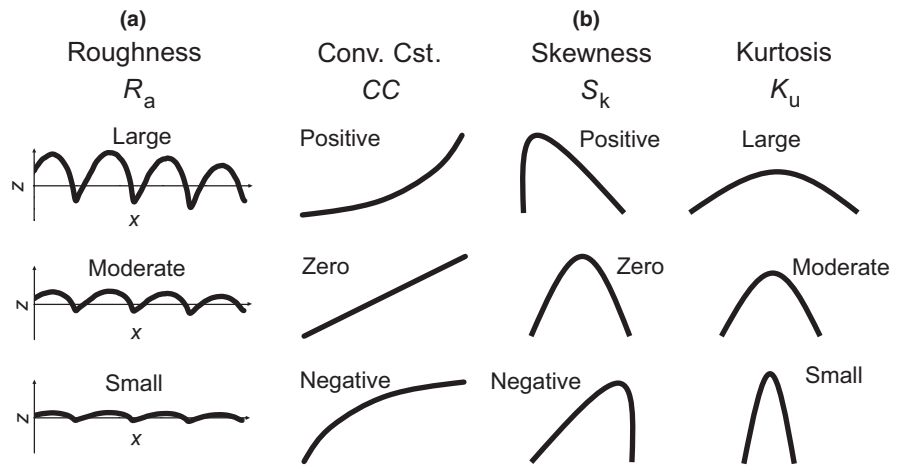 (a)
(b)
Roughness
Conv. Cst.
Skewness
Kurtosis
Ra
CC
Sk
Ku
Large
Positive
Positive
Large
z
x
Moderate
Zero
Zero
Moderate
z
x
Small
Negative
Negative
Small
z
x